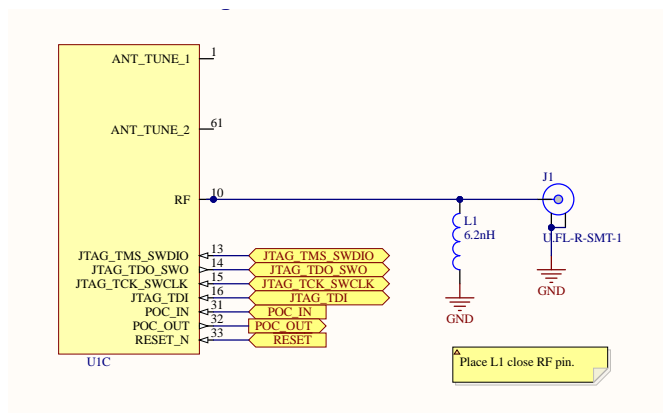 ANT_TUNE_1 1
ANT_TUNE_2 61
RF 10
J1
L1
6.2nH
U.FL-R-SMT-1
JTAG_TMS_SWDIO 13 JTAG_TMS_SWDIO
JTAG_TDO_SWO 14 JTAG_TDO_SWO
JTAG_TCK_SWCLK 15 JTAG_TCK_SWCLK
JTAG_TDI 16 JTAG_TDI
POC_IN 31 POC_IN
POC_OUT 32 POC_OUT
RESET_N 33 RESET
GND
GND
U1C
Place L1 close RF pin.